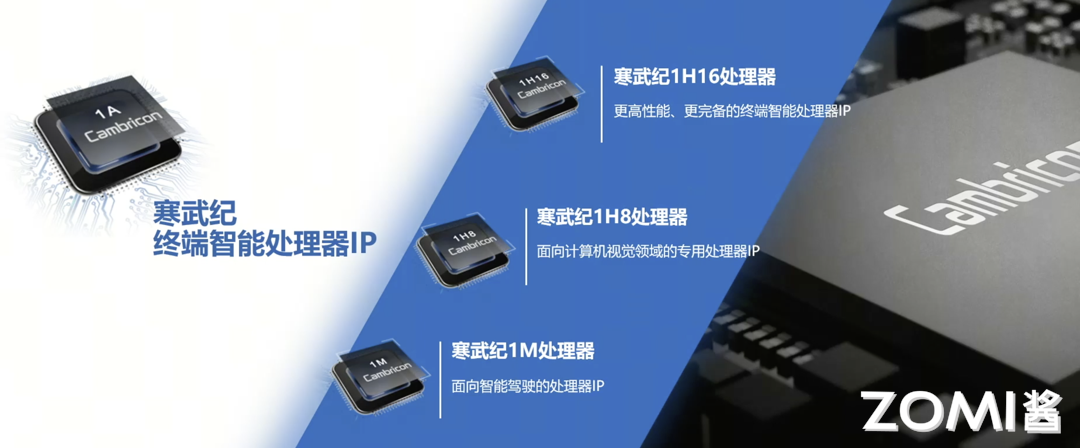 1A
Cambricon
寒武纪
终端智能处理器IP
1H16
Cambricon
寒武纪1H16处理器
更高性能、更完备的终端智能处理器IP
1H8
Cambricon
寒武纪1H8处理器
面向计算机视觉领域的专用处理器IP
1M
Cambricon
寒武纪1M处理器
面向智能驾驶的处理器IP
Cambricon
ZOMI酱